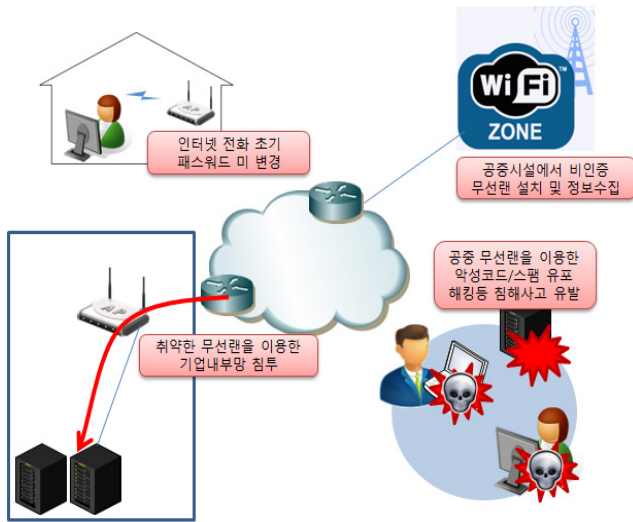 인터넷 전화 초기
패스워드 미 변경
Wi Fi
TM
ZONE
공중시설에서 비인증
무선랜 설치 및 정보수집
공중 무선랜을 이용한
악성코드/스팸 유포
해킹등 침해사고 유발
AP
취약한 무선랜을 이용한
기업내부망 침투